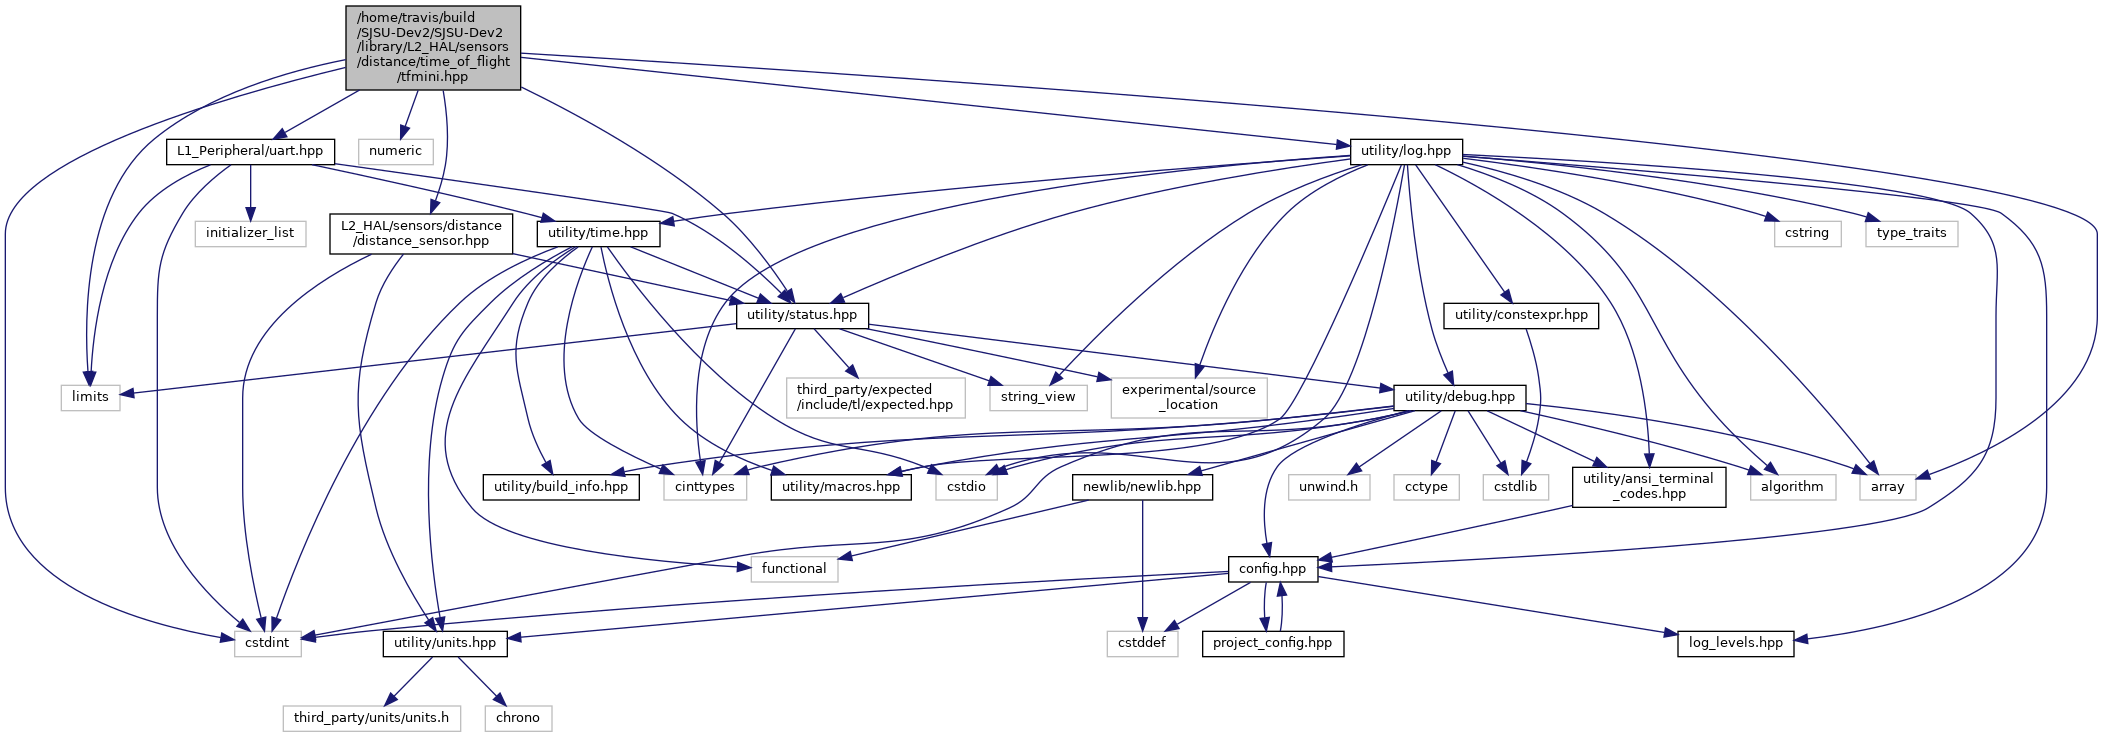 /home/travis/build
/SJSU-Dev2/SJSU-Dev2
/library/L2_HAL/sensors
/distance/time_of_flight
/tfmini.hpp
L1_Peripheral/uart.hpp
numeric
utility/log.hpp
initializer_list
L2_HAL/sensors/distance
/distance_sensor.hpp
utility/time.hpp
cstring
type_traits
utility/status.hpp
utility/constexpr.hpp
limits
third_party/expected
/include/tl/expected.hpp
string_view
experimental/source
_location
utility/debug.hpp
utility/build_info.hpp
cinttypes
utility/macros.hpp
cstdio
newlib/newlib.hpp
unwind.h
cctype
cstdlib
utility/ansi_terminal
_codes.hpp
algorithm
array
functional
config.hpp
cstdint
utility/units.hpp
cstddef
project_config.hpp
log_levels.hpp
third_party/units/units.h
chrono